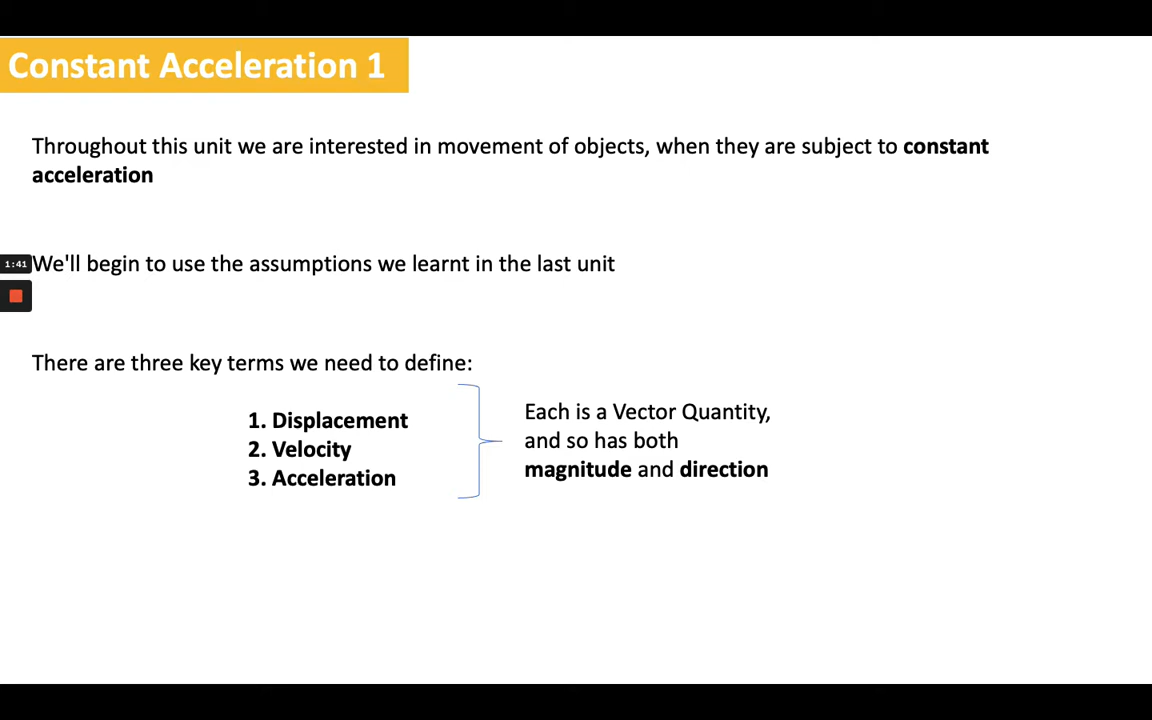 Constant Acceleration 1
Throughout this unit we are interested in movement of objects, when they are subject to constant
acceleration
1:41
We'll begin to use the assumptions we learnt in the last unit
There are three key terms we need to define:
1. Displacement
2. Velocity
3. Acceleration
Each is a Vector Quantity,
and so has both
magnitude and direction